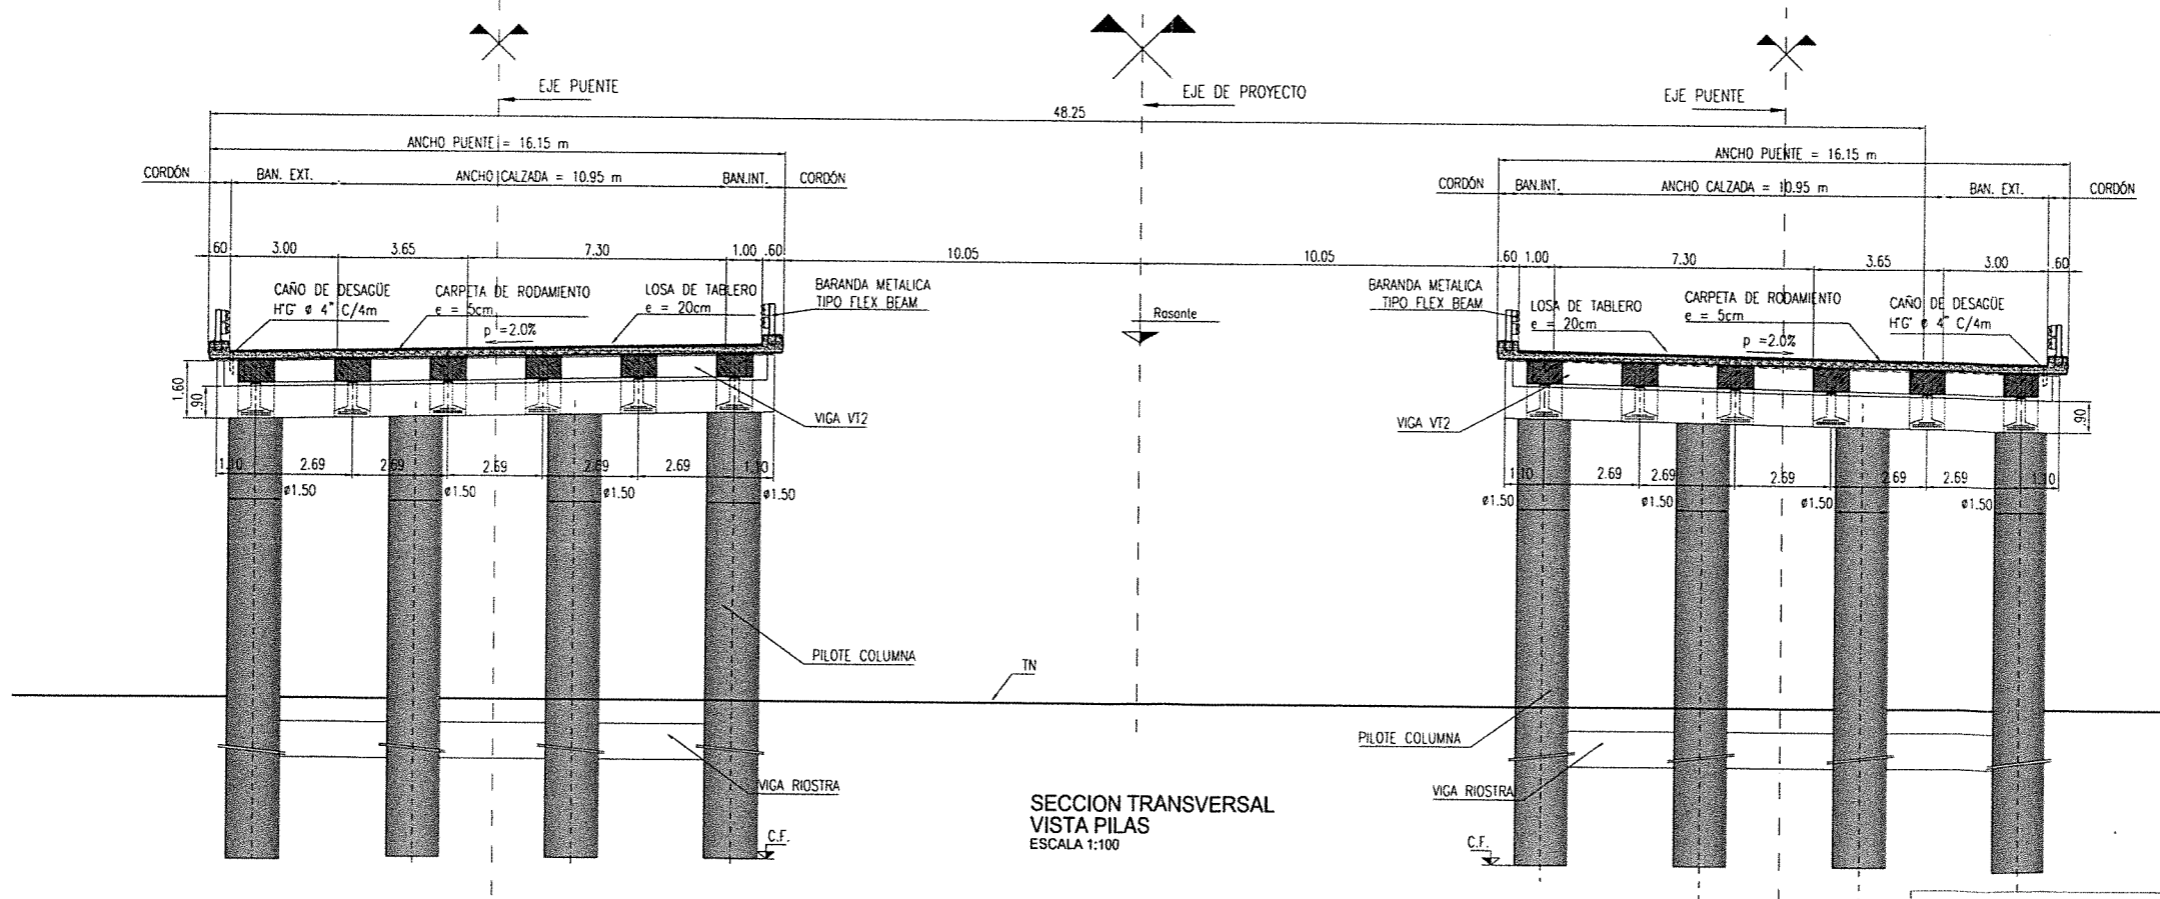 EJE PUENTE
EJE DE PROYECTO
EJE PUENTE
48.25
ANCHO PUENTE = 16.15 m
ANCHO PUENTE = 16.15 m
CORDÓN
BAN. EXT.
ANCHO CALZADA = 10.95 m
BAN.INT.
CORDÓN
CORDÓN
BAN.INT.
ANCHO CALZADA = 10.95 m
BAN. EXT.
CORDÓN
.60
3.00
3.65
7.30
1.00
.60
10.05
10.05
.60
1.00
7.30
3.65
3.00
.60
CAÑO DE DESAGÜE
H°G° ø 4" C/4m
CARPETA DE RODAMIENTO
e = 5cm
p =2.0%
LOSA DE TABLERO
e = 20cm
BARANDA METALICA
TIPO FLEX BEAM
Rasante
BARANDA METALICA
TIPO FLEX BEAM
LOSA DE TABLERO
e = 20cm
CARPETA DE RODAMIENTO
e = 5cm
p =2.0%
CAÑO DE DESAGÜE
H°G° ø 4" C/4m
1.60
.90
VIGA VT2
VIGA VT2
.90
1.10
2.69
2.69
2.69
2.69
2.69
1.10
1.10
2.69
2.69
2.69
2.69
2.69
1.10
ø1.50
ø1.50
ø1.50
ø1.50
ø1.50
ø1.50
ø1.50
ø1.50
PILOTE COLUMNA
TN
PILOTE COLUMNA
VIGA RIOSTRA
VIGA RIOSTRA
SECCION TRANSVERSAL
VISTA PILAS
ESCALA 1:100
C.F.
C.F.